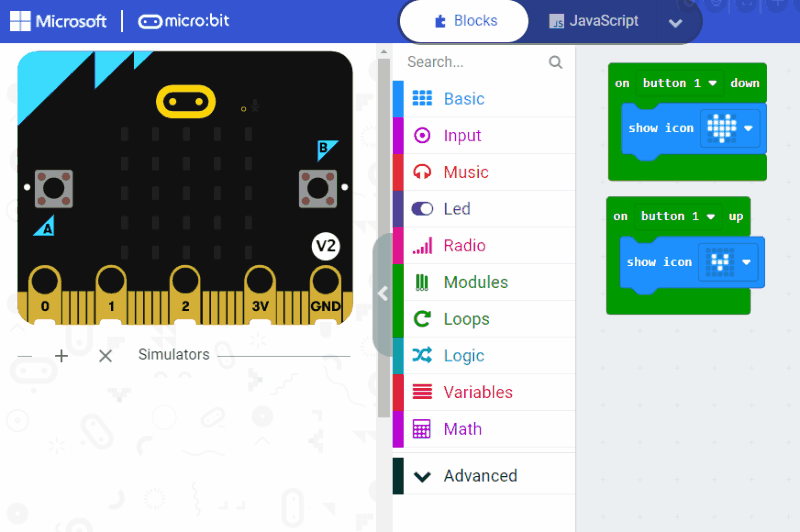 Microsoft
micro:bit
Blocks
JavaScript
JS
Search...
Basic
Input
Music
Led
Radio
Modules
Loops
Logic
Variables
Math
Advanced
B
A
V2
0 1 2 3V GND
Simulators
on button 1 down
show icon
on button 1 up
show icon